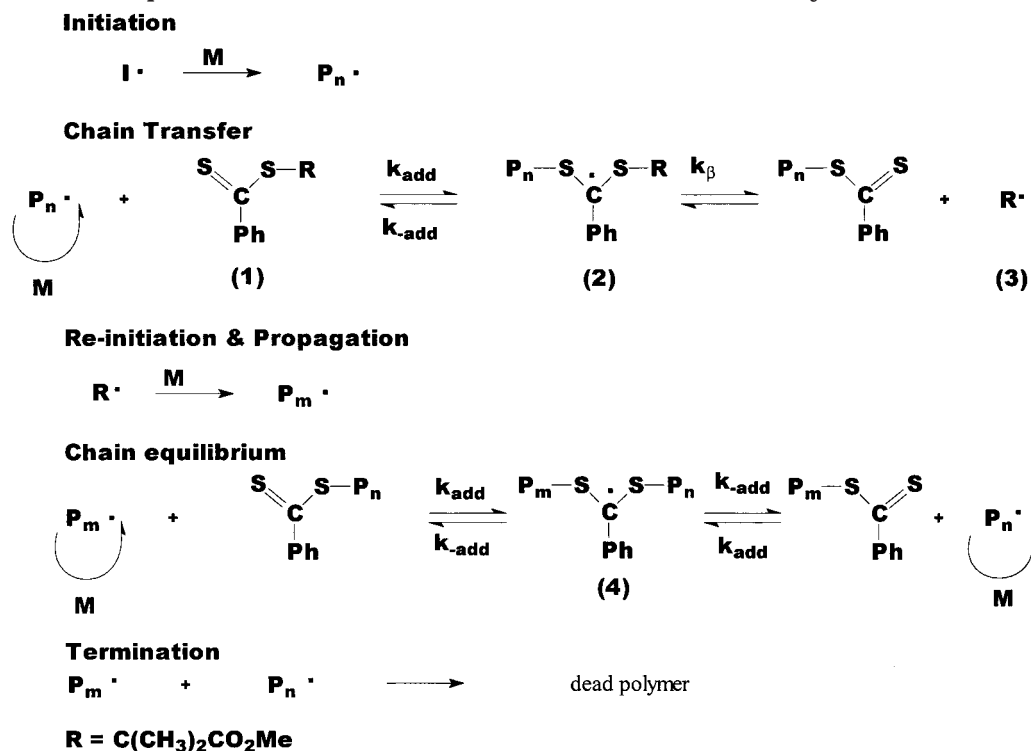 Initiation
I· M Pn·
Chain Transfer
Pn· + S S—R C Ph kadd k-add Pn—S S—R C· Ph kβ Pn—S S C Ph + R·
M (1) (2) (3)
Re-initiation & Propagation
R· M Pm·
Chain equilibrium
Pm· + S S—Pn C Ph kadd k-add Pm—S S—Pn C· Ph k-add kadd Pm—S S C Ph + Pn·
M (4) M
Termination
Pm· + Pn· dead polymer
R = C(CH3)2CO2Me